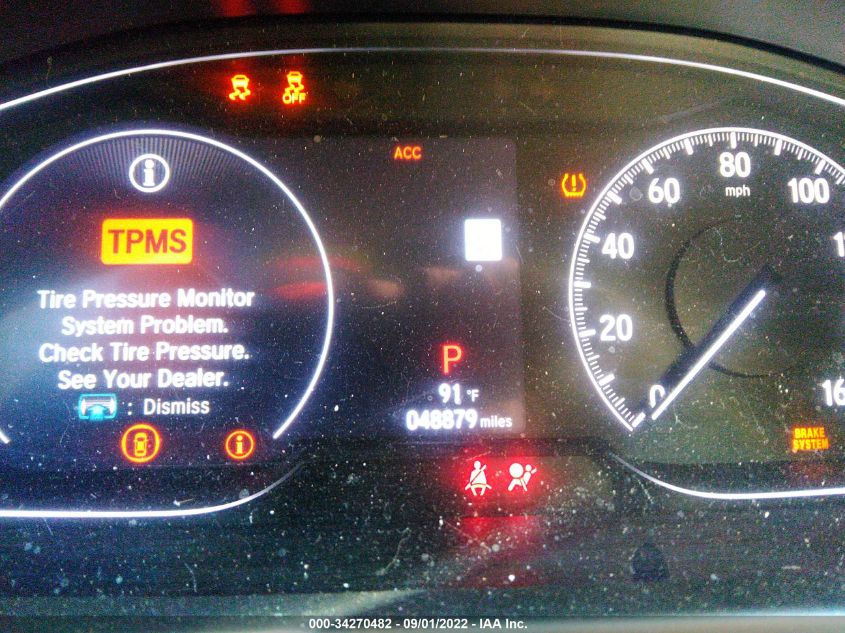 OFF
ACC
TPMS
Tire Pressure Monitor
System Problem.
Check Tire Pressure.
See Your Dealer.
: Dismiss
P
91 °F
048879 miles
0
20
40
60
80
100
mph
BRAKE
SYSTEM
000-34270482 - 09/01/2022 - IAA Inc.